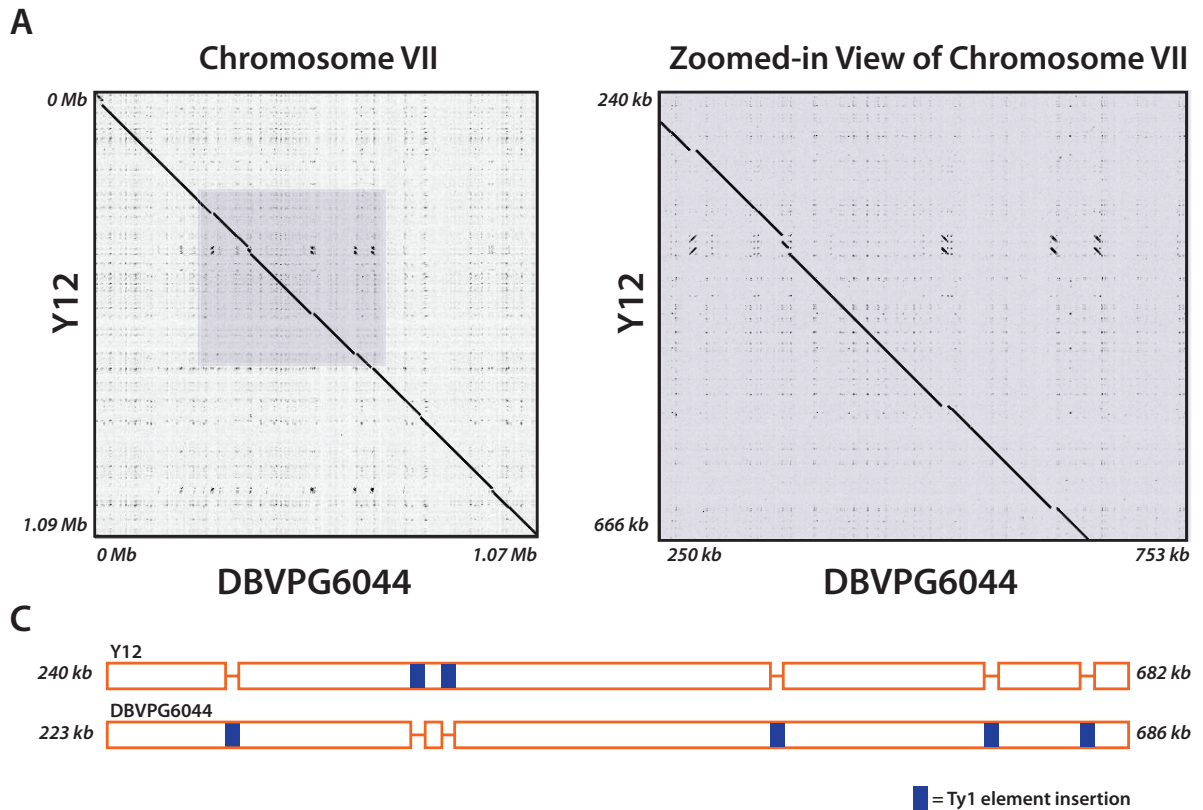 A
Chromosome VII
Zoomed-in View of Chromosome VII
0 Mb
Y12
1.09 Mb
0 Mb
1.07 Mb
DBVPG6044
240 kb
Y12
666 kb
250 kb
753 kb
DBVPG6044
C
Y12
240 kb
682 kb
DBVPG6044
223 kb
686 kb
= Ty1 element insertion